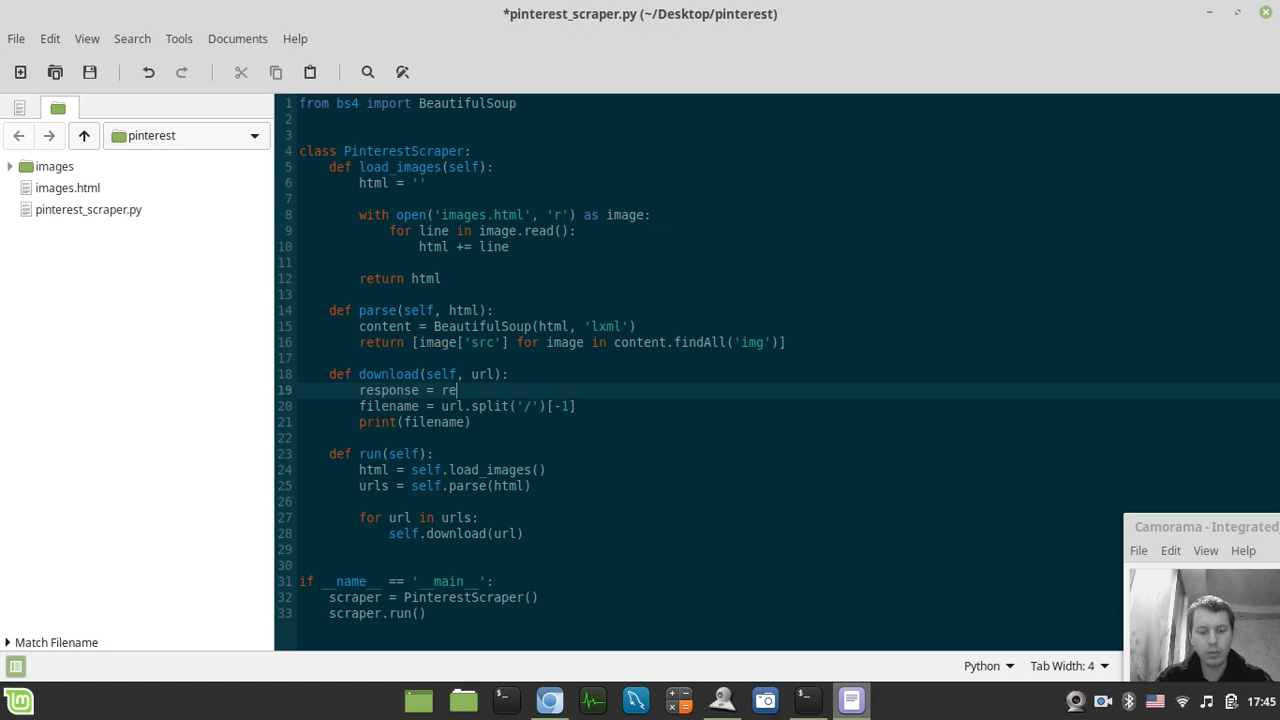 *pinterest_scraper.py (~/Desktop/pinterest)
File Edit View Search Tools Documents Help
pinterest
images
images.html
pinterest_scraper.py
Match Filename
1 from bs4 import BeautifulSoup
2
3
4 class PinterestScraper:
5     def load_images(self):
6         html = ''
7
8         with open('images.html', 'r') as image:
9             for line in image.read():
10                 html += line
11
12         return html
13
14     def parse(self, html):
15         content = BeautifulSoup(html, 'lxml')
16         return [image['src'] for image in content.findAll('img')]
17
18     def download(self, url):
19         response = re
20         filename = url.split('/')[-1]
21         print(filename)
22
23     def run(self):
24         html = self.load_images()
25         urls = self.parse(html)
26
27         for url in urls:
28             self.download(url)
29
30
31 if __name__ == '__main__':
32     scraper = PinterestScraper()
33     scraper.run()
Camorama - Integrated
File Edit View Help
Python Tab Width: 4
17:45